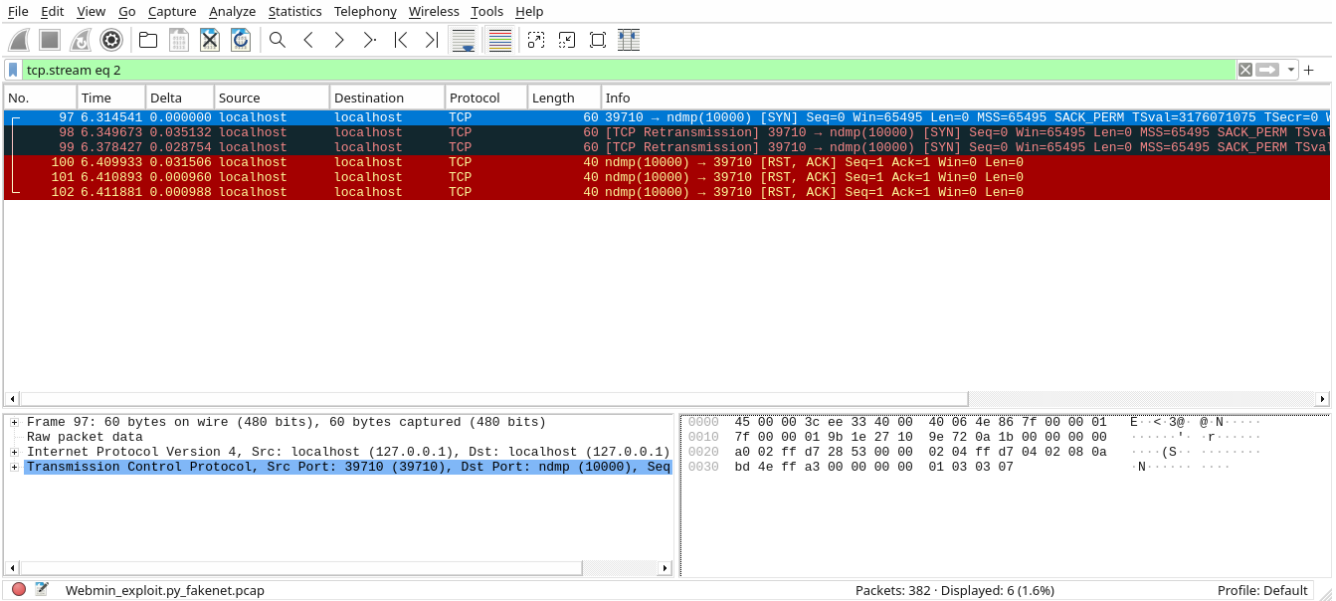 File Edit View Go Capture Analyze Statistics Telephony Wireless Tools Help
tcp.stream eq 2
No. Time Delta Source Destination Protocol Length Info
97 6.314541 0.000000 localhost localhost TCP 60 39710 → ndmp(10000) [SYN] Seq=0 Win=65495 Len=0 MSS=65495 SACK_PERM TSval=3176071075 TSecr=0 W
98 6.349673 0.035132 localhost localhost TCP 60 [TCP Retransmission] 39710 → ndmp(10000) [SYN] Seq=0 Win=65495 Len=0 MSS=65495 SACK_PERM TSva
99 6.378427 0.028754 localhost localhost TCP 60 [TCP Retransmission] 39710 → ndmp(10000) [SYN] Seq=0 Win=65495 Len=0 MSS=65495 SACK_PERM TSval
100 6.409933 0.031506 localhost localhost TCP 40 ndmp(10000) → 39710 [RST, ACK] Seq=1 Ack=1 Win=0 Len=0
101 6.410893 0.000960 localhost localhost TCP 40 ndmp(10000) → 39710 [RST, ACK] Seq=1 Ack=1 Win=0 Len=0
102 6.411881 0.000988 localhost localhost TCP 40 ndmp(10000) → 39710 [RST, ACK] Seq=1 Ack=1 Win=0 Len=0
Frame 97: 60 bytes on wire (480 bits), 60 bytes captured (480 bits)
Raw packet data
Internet Protocol Version 4, Src: localhost (127.0.0.1), Dst: localhost (127.0.0.1)
Transmission Control Protocol, Src Port: 39710 (39710), Dst Port: ndmp (10000), Seq
0000 45 00 00 3c ee 33 40 00 40 06 4e 86 7f 00 00 01 E··<·3@· @·N·····
0010 7f 00 00 01 9b 1e 27 10 9e 72 0a 1b 00 00 00 00 ······'· ·r······
0020 a0 02 ff d7 28 53 00 00 02 04 ff d7 04 02 08 0a ····(S·· ········
0030 bd 4e ff a3 00 00 00 00 01 03 03 07 ·N······ ····
Webmin_exploit.py_fakenet.pcap Packets: 382 · Displayed: 6 (1.6%) Profile: Default